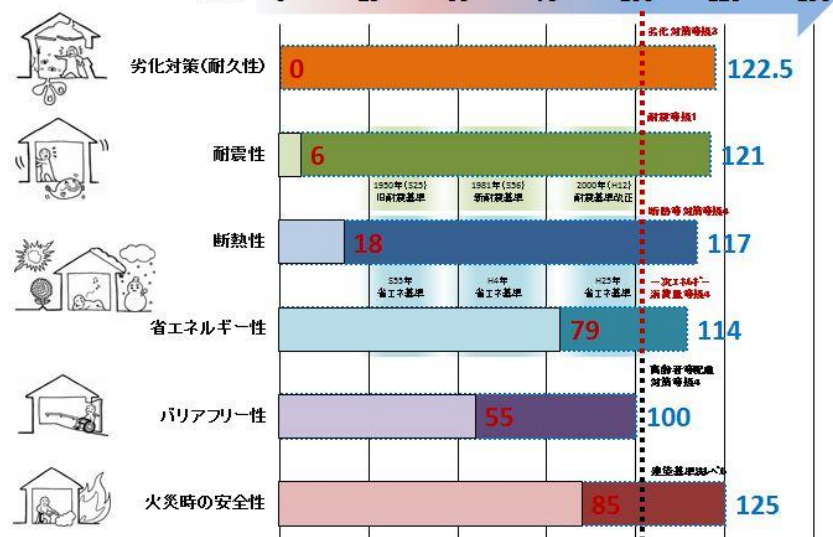 劣化対策等級3
劣化対策(耐久性)
0
122.5
耐震等級1
耐震性
6
121
1950年(S25)
旧耐震基準
1981年(S56)
新耐震基準
2000年(H12)
耐震基準改正
断熱等対策等級4
断熱性
18
117
S55年
省エネ基準
H4年
省エネ基準
H25年
省エネ基準
一次エネルギー
消費量等級4
省エネルギー性
79
114
高齢者等配慮
対策等級4
バリアフリー性
55
100
建築基準法レベル
火災時の安全性
85
125